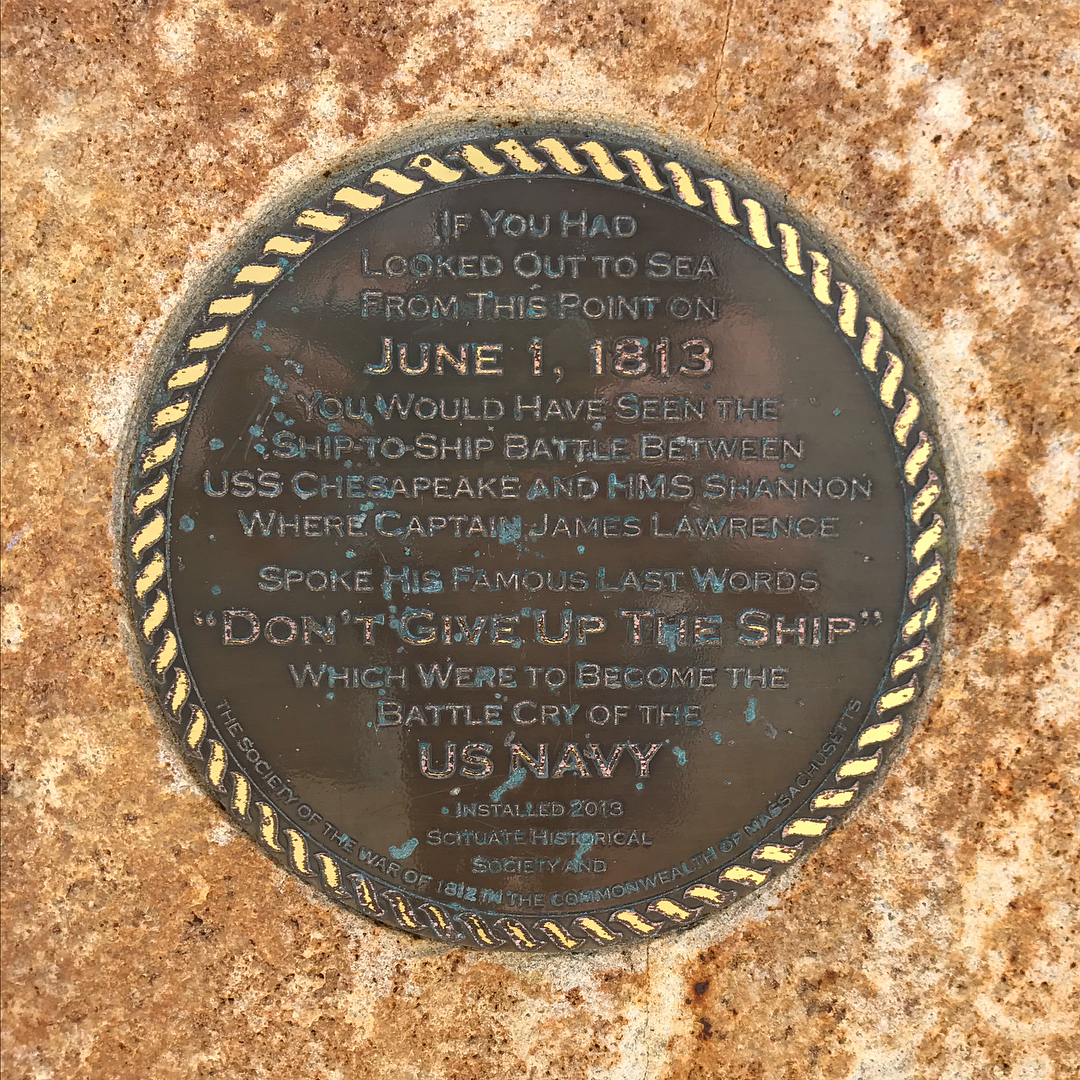 If You Had
Looked Out to Sea
From This Point on
June 1, 1813
You Would Have Seen the
Ship-to-Ship Battle Between
USS Chesapeake and HMS Shannon
Where Captain James Lawrence
Spoke His Famous Last Words
“Don’t Give Up The Ship”
Which Were to Become the
Battle Cry of the
US NAVY
Installed 2013
Scituate Historical
Society and
THE SOCIETY OF THE WAR OF 1812 IN THE COMMONWEALTH OF MASSACHUSETTS